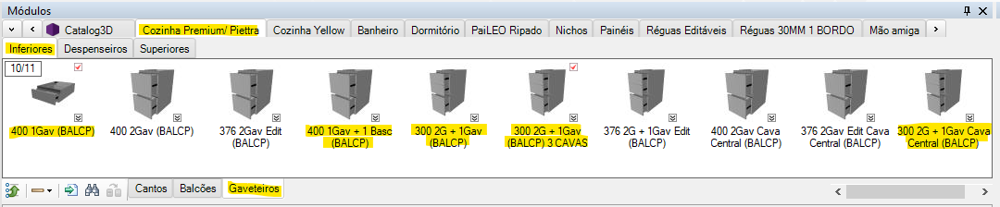 Módulos
Catalog3D Cozinha Premium/ Piettra Cozinha Yellow Banheiro Dormitório PaiLEO Ripado Nichos Painéis Réguas Editáveis Réguas 30MM 1 BORDO Mão amiga
Inferiores Despenseiros Superiores
10/11
400 1Gav (BALCP) 400 2Gav (BALCP) 376 2Gav Edit 400 1Gav + 1 Basc 300 2G + 1Gav 300 2G + 1Gav 376 2G + 1Gav Edit 400 2Gav Cava 376 2Gav Edit Cava 300 2G + 1Gav Cava
(BALCP) (BALCP) (BALCP) (BALCP) 3 CAVAS (BALCP) Central (BALCP) Central (BALCP) Central (BALCP)
Cantos Balcões Gaveteiros